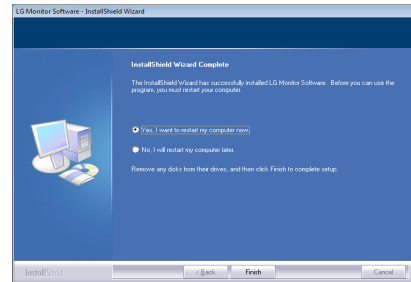 LG Monitor Software - InstallShield Wizard
InstallShield Wizard Complete
The InstallShield Wizard has successfully installed LG Monitor Software. Before you can use the
program, you must restart your computer.
Yes, I want to restart my computer now.
No, I will restart my computer later.
Remove any disks from their drives, and then click Finish to complete setup.
InstallShield
< Back
Finish
Cancel